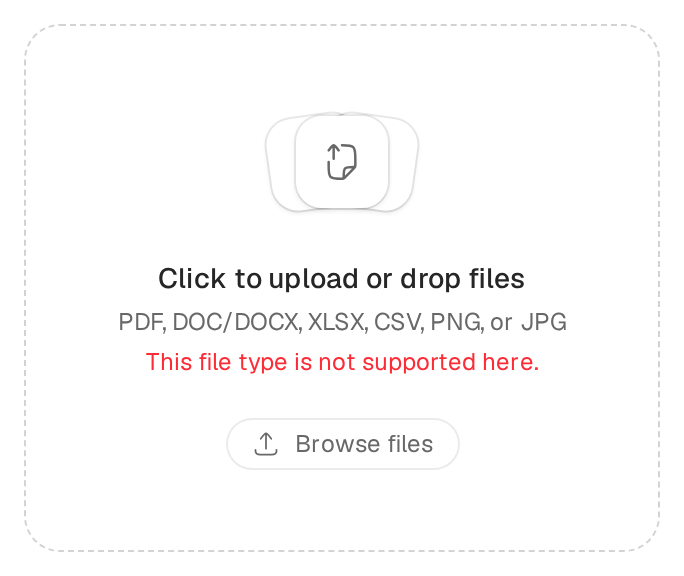 Click to upload or drop files
PDF, DOC/DOCX, XLSX, CSV, PNG, or JPG
This file type is not supported here.
Browse files